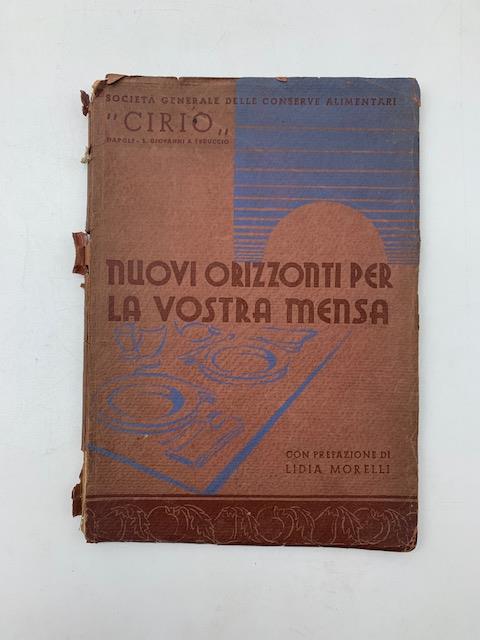 SOCIETÀ GENERALE DELLE CONSERVE ALIMENTARI
"CIRIO„
NAPOLI - S. GIOVANNI A TEDUCCIO
NUOVI ORIZZONTI PER
LA VOSTRA MENSA
CON PREFAZIONE DI
LIDIA MORELLI